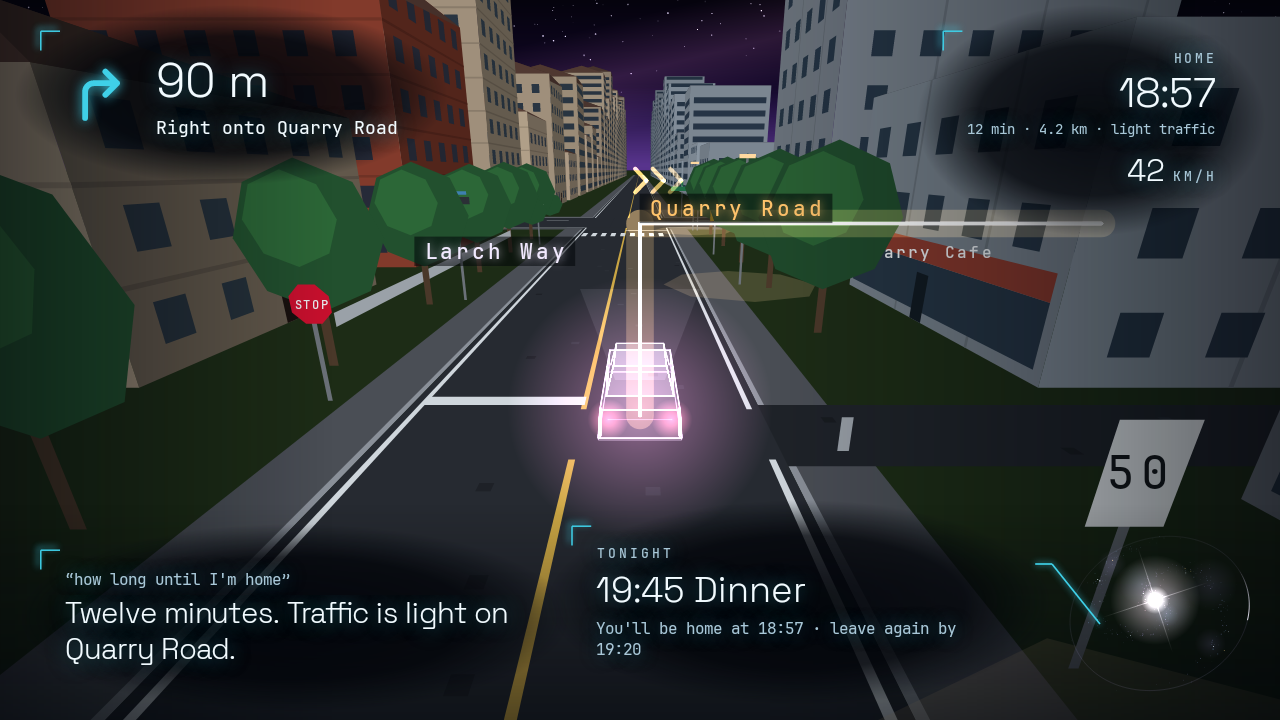 90 m
Right onto Quarry Road
HOME
18:57
12 min · 4.2 km · light traffic
42 KM/H
Quarry Road
Larch Way
Cafe
STOP
50
“how long until I'm home”
Twelve minutes. Traffic is light on
Quarry Road.
TONIGHT
19:45 Dinner
You'll be home at 18:57 · leave again by
19:20